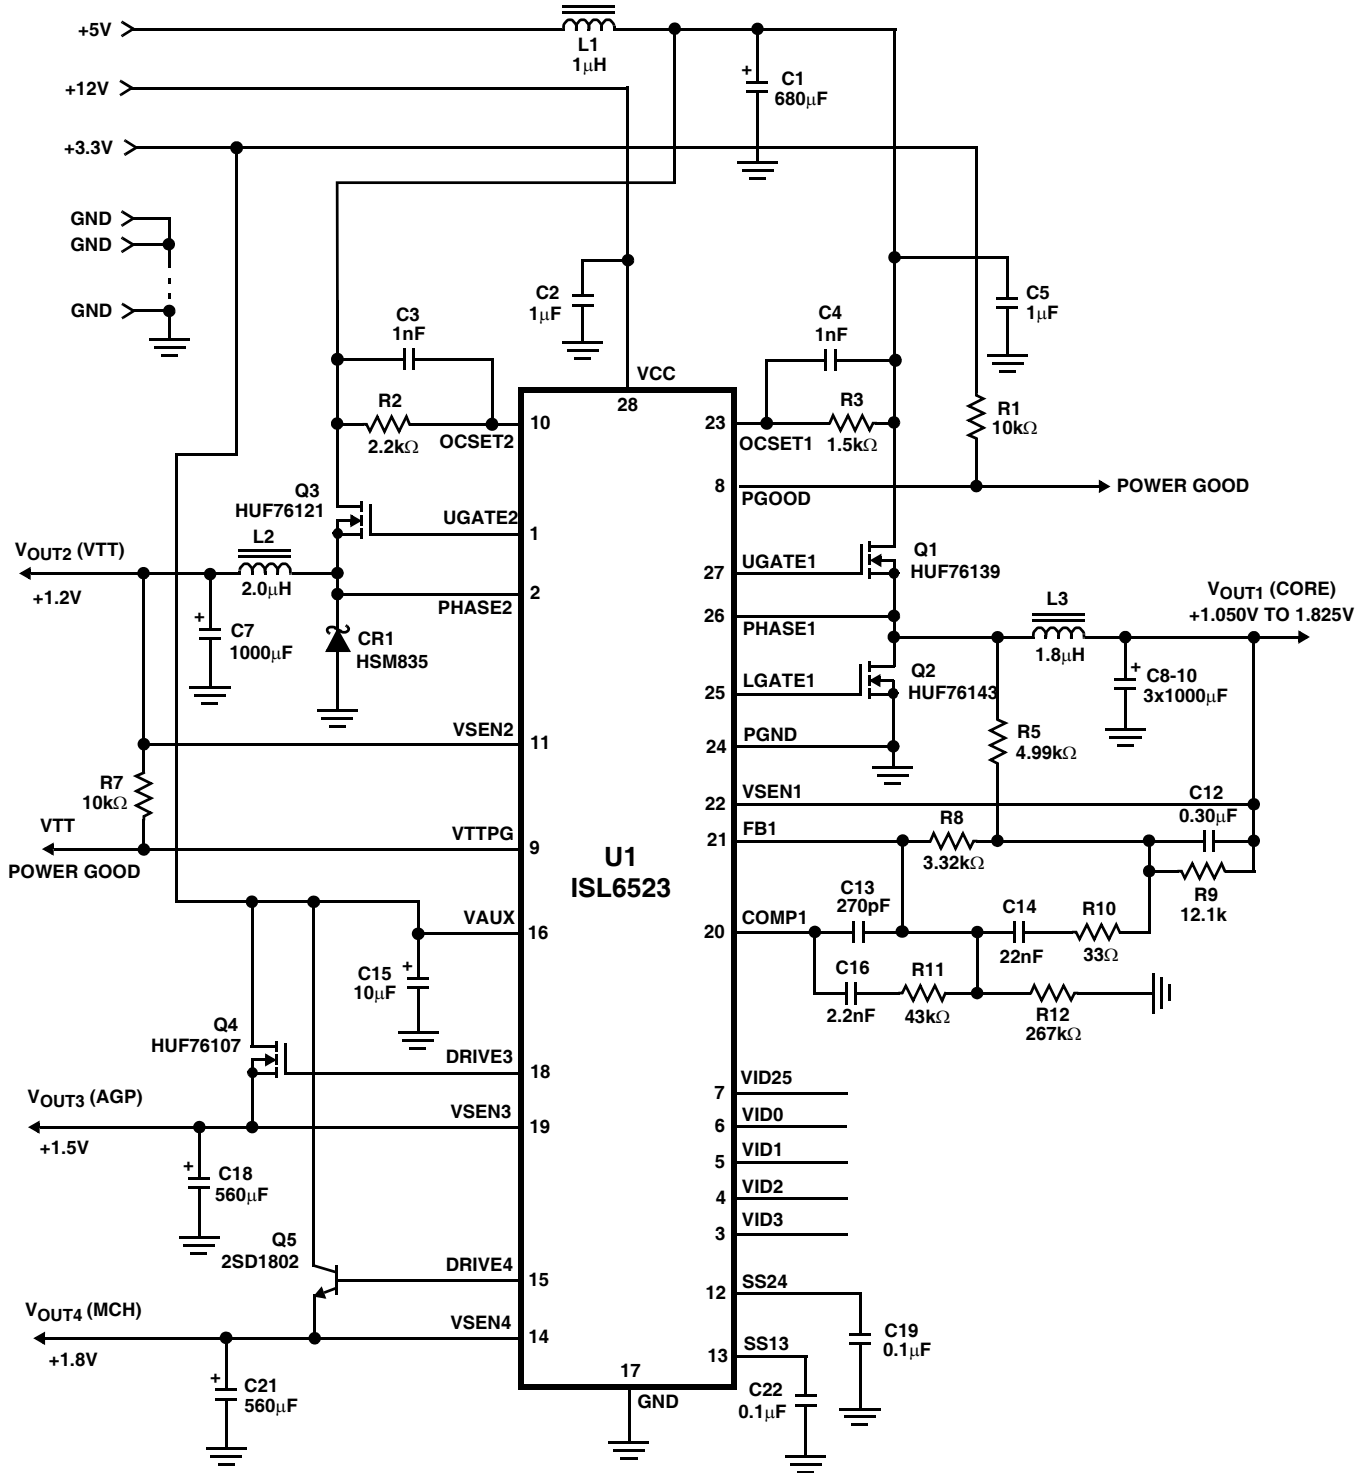 +5V
L1
1μH
C1
680μF
+12V
+3.3V
GND
GND
GND
C2
1μF
C5
1μF
C3
1nF
C4
1nF
VCC
28
R2
2.2kΩ
10
OCSET2
23
OCSET1
R3
1.5kΩ
R1
10kΩ
8
PGOOD
POWER GOOD
Q3
HUF76121
UGATE2
1
VOUT2 (VTT)
+1.2V
L2
2.0μH
2
PHASE2
C7
1000μF
CR1
HSM835
UGATE1
27
Q1
HUF76139
26
PHASE1
L3
1.8μH
VOUT1 (CORE)
+1.050V TO 1.825V
LGATE1
25
Q2
HUF76143
C8-10
3x1000μF
PGND
24
R5
4.99kΩ
VSEN2
11
R7
10kΩ
VTT
POWER GOOD
VTTPG
9
VSEN1
22
C12
0.30μF
FB1
21
R8
3.32kΩ
R9
12.1k
U1
ISL6523
C13
270pF
COMP1
20
C14
22nF
R10
33Ω
C16
2.2nF
R11
43kΩ
R12
267kΩ
VAUX
16
C15
10μF
Q4
HUF76107
DRIVE3
18
VOUT3 (AGP)
+1.5V
VSEN3
19
C18
560μF
VID25
7
VID0
6
VID1
5
VID2
4
VID3
3
Q5
2SD1802
DRIVE4
15
VOUT4 (MCH)
+1.8V
VSEN4
14
C21
560μF
SS24
12
C19
0.1μF
SS13
13
C22
0.1μF
17
GND